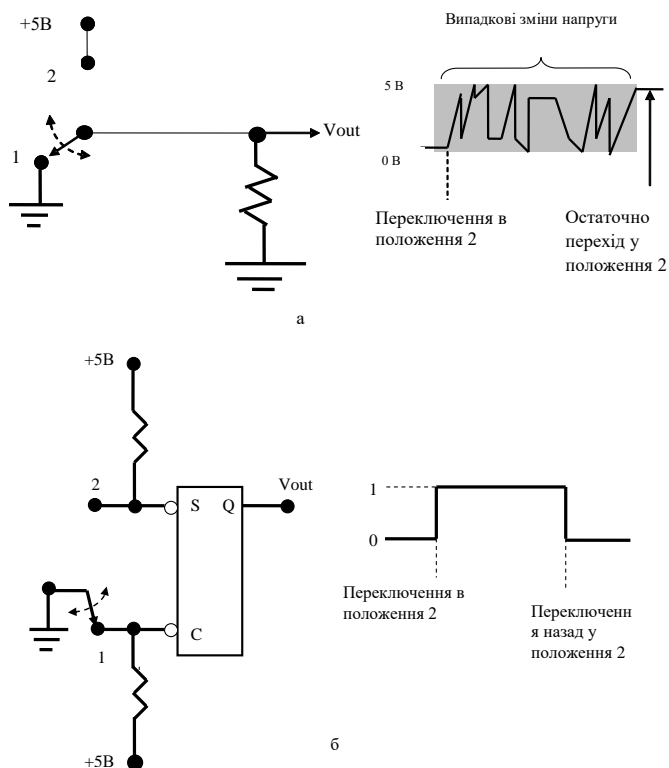 +5В
2
1
Vout
Випадкові зміни напруги
5 В
0 В
Переключення в
положення 2
Остаточно
перехід у
положення 2
а
+5В
2
S
Q
Vout
C
1
+5В
1
0
Переключення в
положення 2
Переключенн
я назад у
положення 2
б